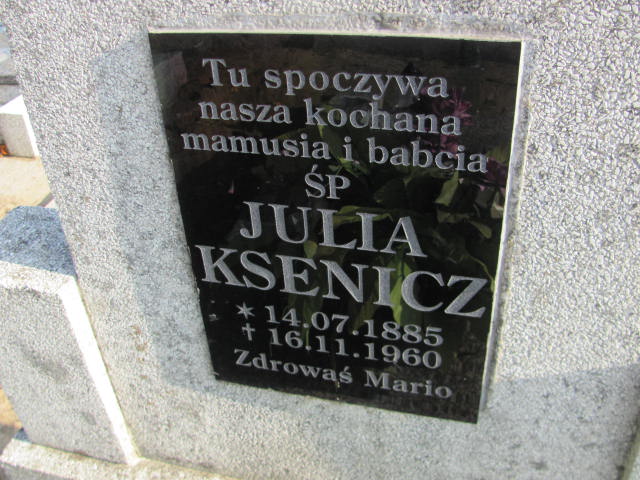 Tu spoczywa
nasza kochana
mamusia i babcia
ŚP
JULIA
KSENICZ
* 14.07.1885
† 16.11.1960
Zdrowaś Mario